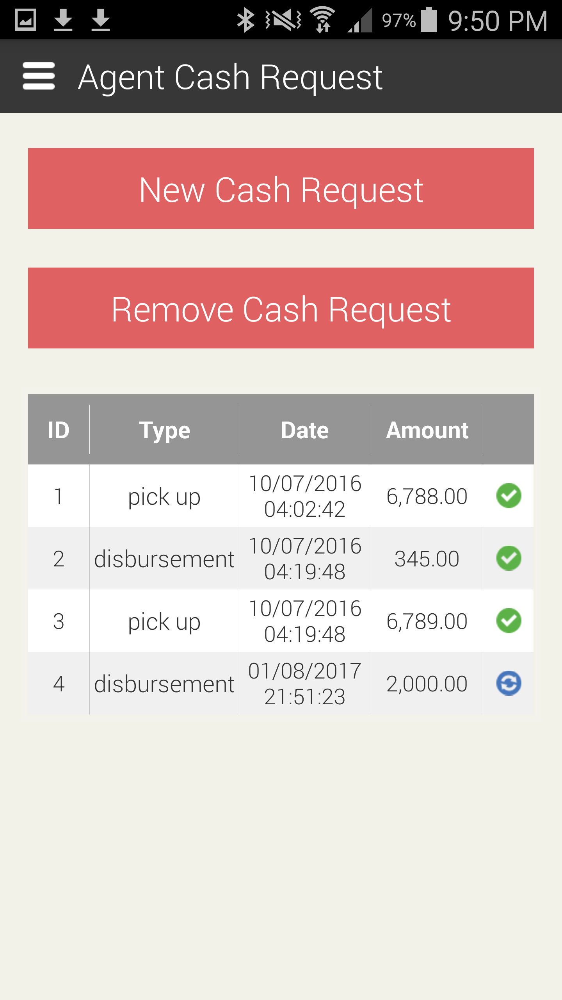 97% 9:50 PM
Agent Cash Request
New Cash Request
Remove Cash Request
ID Type Date Amount
1 pick up 10/07/2016 04:02:42 6,788.00
2 disbursement 10/07/2016 04:19:48 345.00
3 pick up 10/07/2016 04:19:48 6,789.00
4 disbursement 01/08/2017 21:51:23 2,000.00